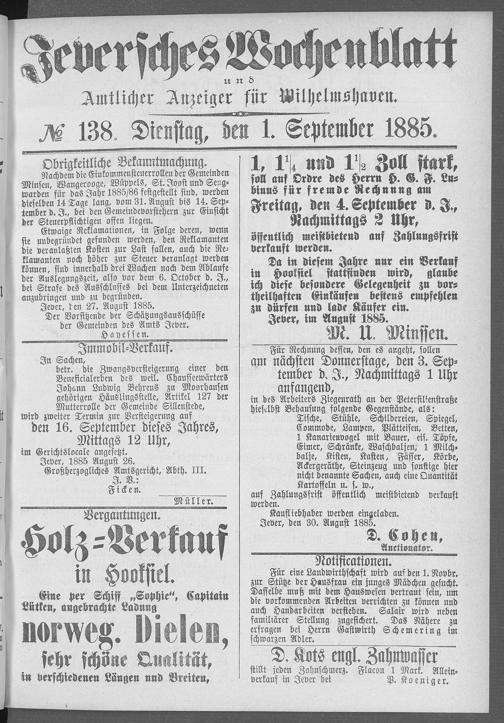 Jeversches Wochenblatt
und
Amtlicher Anzeiger für Wilhelmshaven.
№ 138. Dienstag, den 1. September 1885.
Obrigkeitliche Bekanntmachung.
Nachdem die Einkommensteuerrollen der Gemeinden
Minsen, Wangerooge, Wüppels, St. Joost und Seng-
warden für das Jahr 1885/86 festgestellt sind, werden
dieselben 14 Tage lang, vom 31. August bis 14. Sep-
tember d. J., bei den Gemeindevorstehern zur Einsicht
der Steuerpflichtigen offen liegen.
Etwaige Reklamationen, in Folge deren, wenn
sie unbegründet gefunden werden, den Reklamanten
die veranlaßten Kosten zur Last fallen, auch die Re-
klamanten noch höher zur Steuer veranlagt werden
können, sind innerhalb vier Wochen nach dem Ablaufe
der Auslegungszeit, also vor dem 6. Oktober d. J.,
bei Strafe des Ausschlusses bei dem Unterzeichneten
anzubringen und zu begründen.
Jever, den 27. August 1885.
Der Vorsitzende der Schätzungsausschüsse
der Gemeinden des Amts Jever.
Hayessen.
Immobil-Verkauf.
In Sachen,
betr. die Zwangsversteigerung einer den
Beneficialerben des weil. Chausseewärters
Johann Ludwig Behrens zu Moorhausen
gehörigen Häuslingsstelle, Artikel 127 der
Mutterrolle der Gemeinde Sillenstede,
wird zweiter Termin zur Versteigerung auf
den 16. September dieses Jahres,
Mittags 12 Uhr,
im Gerichtslocale angesetzt.
Jever, 1885 August 26.
Großherzogliches Amtsgericht, Abth. III.
J. V.:
Ficken.
Müller.
Vergantungen.
Holz-Verkauf
in Hooksiel.
Eine per Schiff „Sophie“, Capitain
Lütken, angebrachte Ladung
norweg. Dielen,
sehr schöne Qualität,
in verschiedenen Längen und Breiten,
1, 1¼ und 1½ Zoll stark,
soll auf Ordre des Herrn H. G. F. Lu-
binus für fremde Rechnung am
Freitag, den 4. September d. J.,
Nachmittags 2 Uhr,
öffentlich meistbietend auf Zahlungsfrist
verkauft werden.
Da in diesem Jahre nur ein Verkauf
in Hooksiel stattfinden wird, glaube
ich diese besondere Gelegenheit zu vor-
theilhaften Einkäufen bestens empfehlen
zu dürfen und lade Käufer ein.
Jever, im August 1885.
M. U. Minssen.
Für Rechnung dessen, den es angeht, sollen
am nächsten Donnerstage, den 3. Sep-
tember d. J., Nachmittags 1 Uhr
anfangend,
in des Arbeiters Ziegenrath an der Petersilienstraße
hieselbst Behausung folgende Gegenstände, als:
Tische, Stühle, Schildereien, Spiegel,
Commode, Lampen, Plätteisen, Betten,
1 Kanarienvogel mit Bauer, eis. Töpfe,
Eimer, Schränke, Waschbaljen, 1 Milch-
balje, Kisten, Kasten, Fässer, Körbe,
Ackergeräthe, Steinzeug und sonstige hier
nicht benannte Sachen, auch eine Quantität
Kartoffeln u. s. w.,
auf Zahlungsfrist öffentlich meistbietend verkauft
werden.
Kaufliebhaber werden eingeladen.
Jever, den 30. August 1885.
D. Cohen,
Auctionator.
Notificationen.
Für eine Landwirthschaft wird auf den 1. Novbr.
zur Stütze der Hausfrau ein junges Mädchen gesucht.
Dasselbe muß mit dem Hauswesen vertraut sein, um
die vorkommenden Arbeiten verrichten zu können und
auch Handarbeiten verstehen. Salair wird neben
familiärer Stellung zugesichert. Das Nähere zu
erfragen bei Herrn Gastwirth Schemering im
schwarzen Adler.
D. Kots engl. Zahnwasser
stillt jeden Zahnschmerz. Flacon 1 Mark. Allein-
verkauf in Jever bei P. Koeniger.